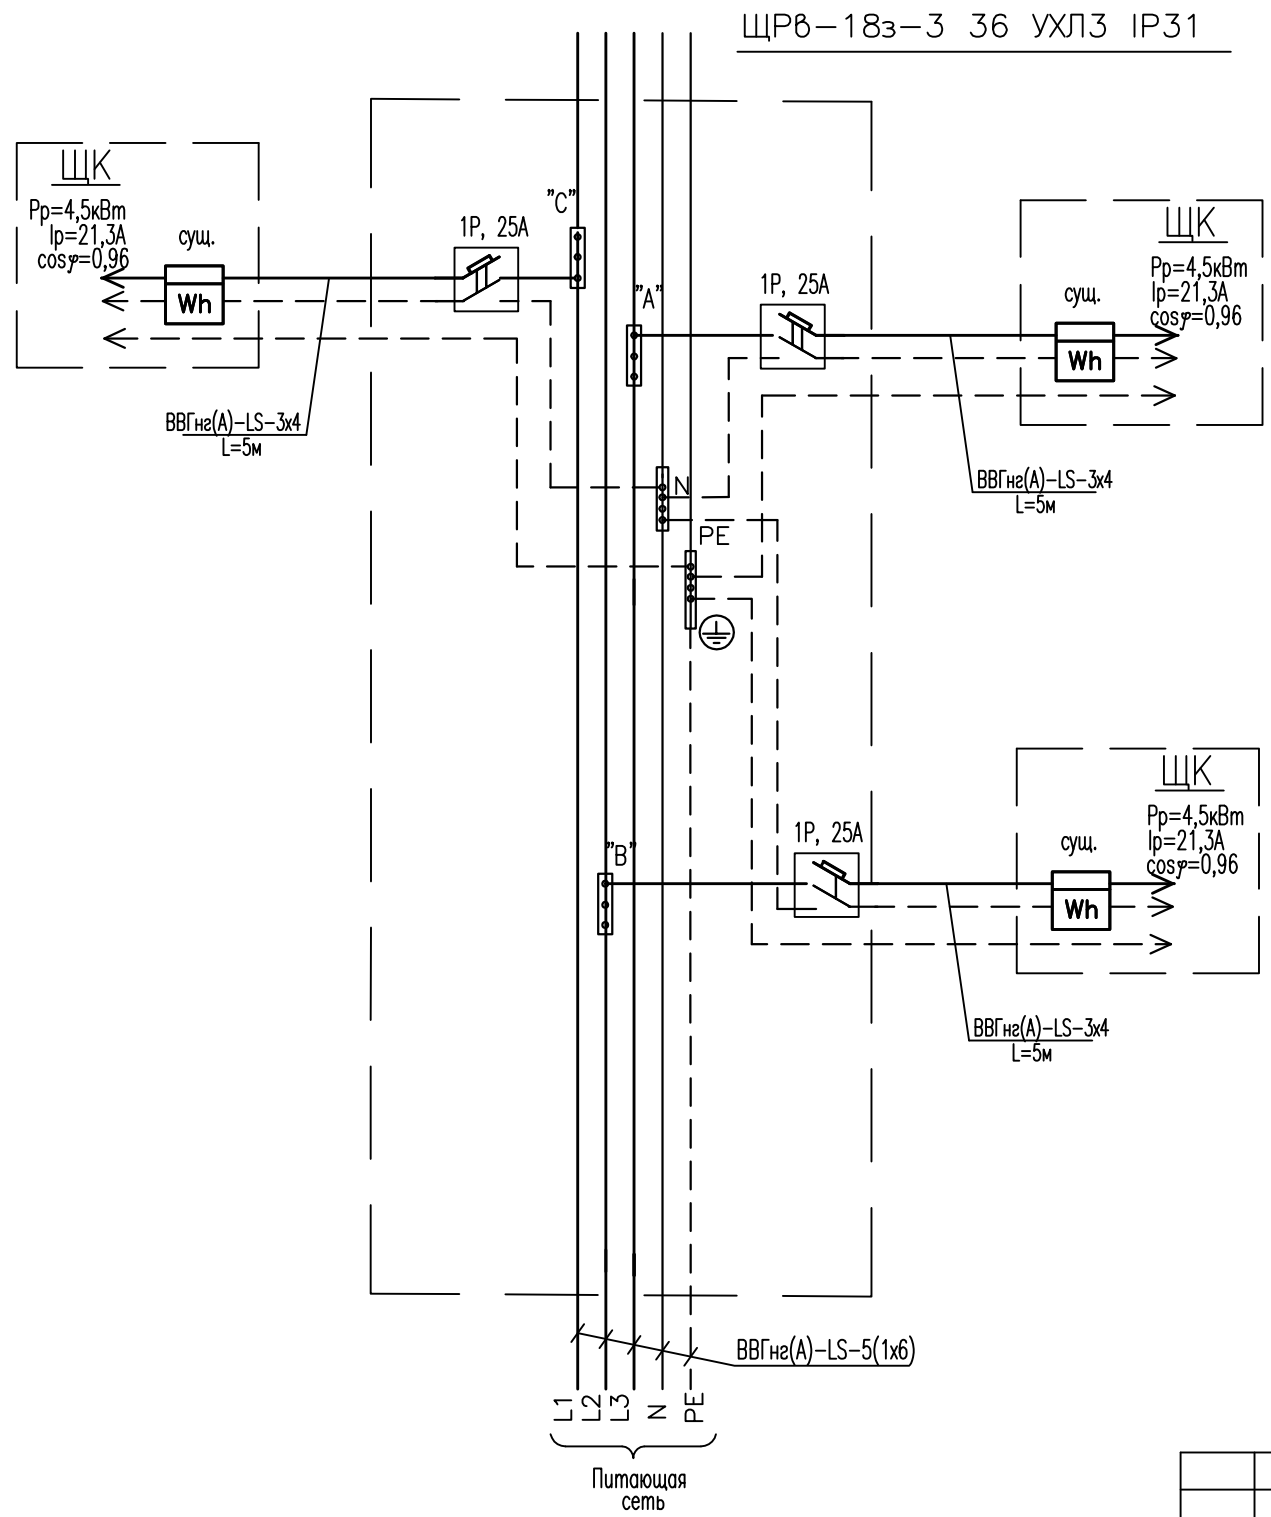 ЩРв-18з-3 36 УХЛ3 IP31
ЩК
Рр=4,5кВт
Iр=21,3А
cosφ=0,96
сущ.
Wh
1Р, 25А
"С"
ВВГнг(А)-LS-3х4
L=5м
"А"
1Р, 25А
ЩК
Рр=4,5кВт
Iр=21,3А
cosφ=0,96
сущ.
Wh
ВВГнг(А)-LS-3х4
L=5м
N
PE
"В"
1Р, 25А
ЩК
Рр=4,5кВт
Iр=21,3А
cosφ=0,96
сущ.
Wh
ВВГнг(А)-LS-3х4
L=5м
ВВГнг(А)-LS-5(1х6)
L1
L2
L3
N
PE
Питающая
сеть